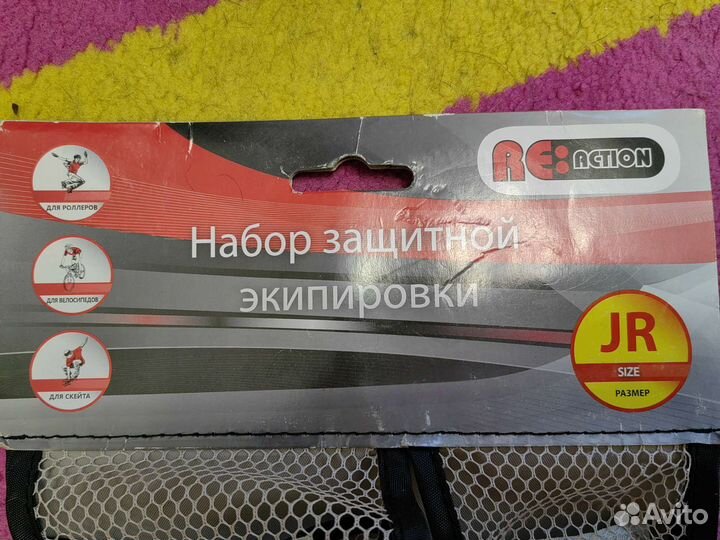 RE:ACTION
ДЛЯ РОЛЛЕРОВ
Набор защитной
экипировки
ДЛЯ ВЕЛОСИПЕДОВ
JR
SIZE
РАЗМЕР
ДЛЯ СКЕЙТА
Avito